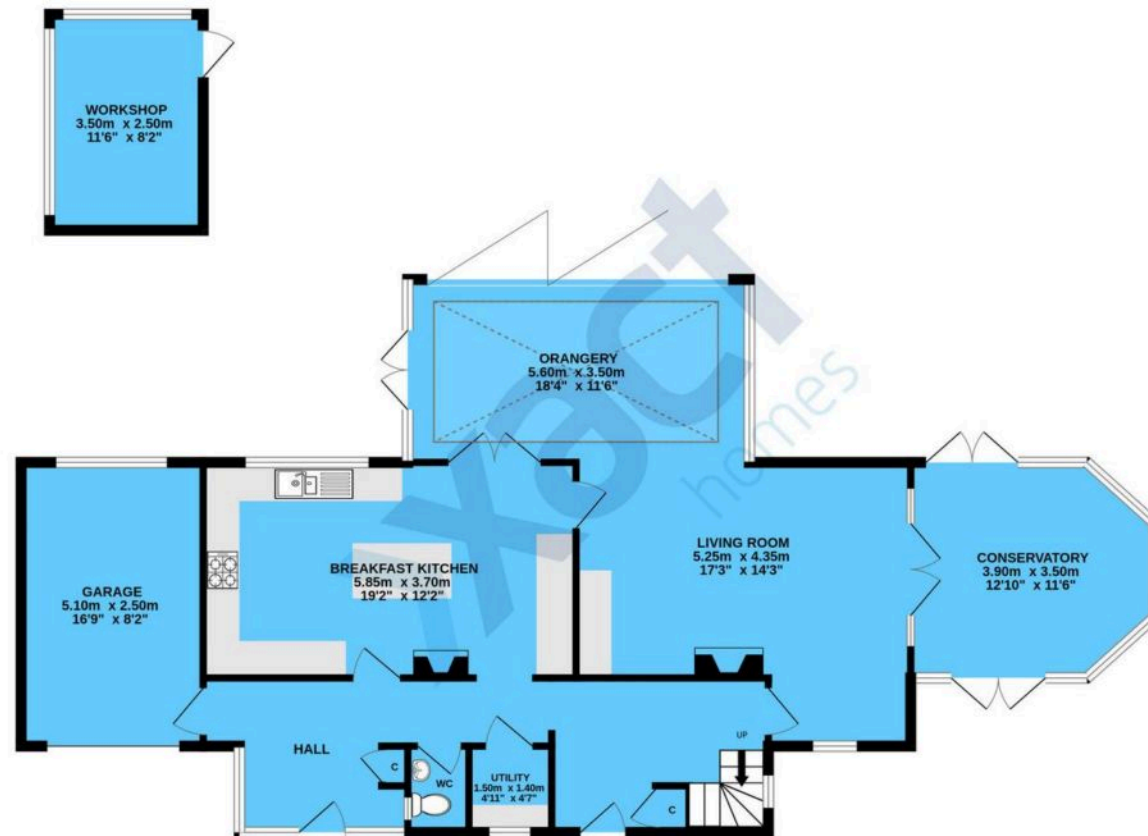 WORKSHOP
3.50m x 2.50m
11'6" x 8'2"
ORANGERY
5.60m x 3.50m
18'4" x 11'6"
LIVING ROOM
5.25m x 4.35m
17'3" x 14'3"
CONSERVATORY
3.90m x 3.50m
12'10" x 11'6"
BREAKFAST KITCHEN
5.85m x 3.70m
19'2" x 12'2"
GARAGE
5.10m x 2.50m
16'9" x 8'2"
HALL
C
WC
UTILITY
1.50m x 1.40m
4'11" x 4'7"
UP
C
xact
homes